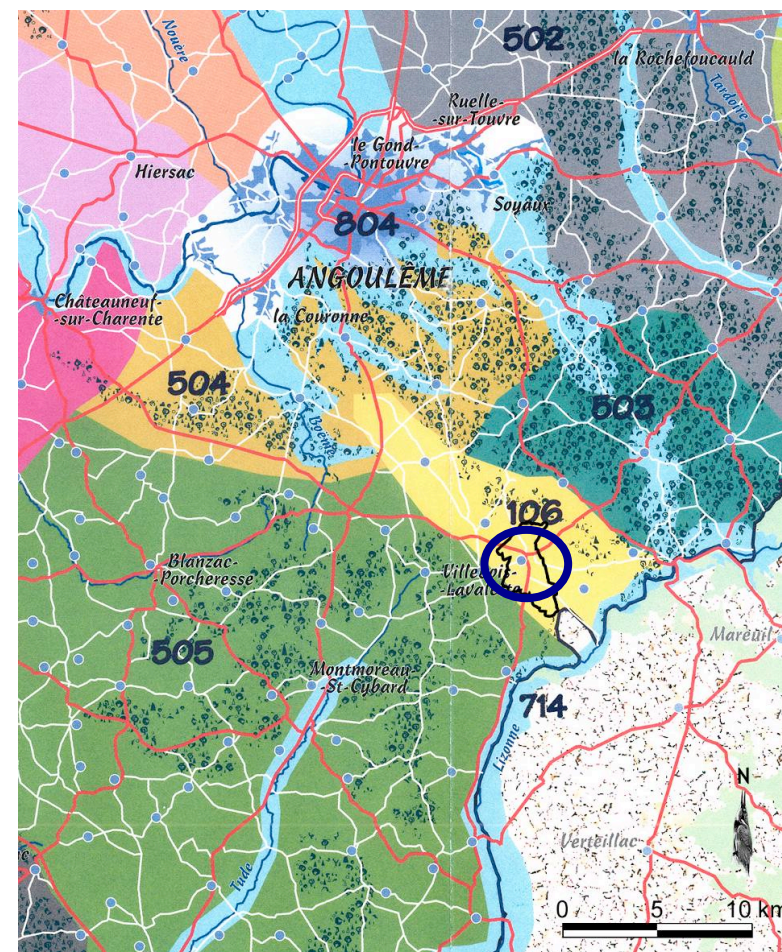 502
la Rochefoucauld
Nouère
Tardoire
Ruelle
-sur-Touvre
le Gond-
-Pontouvre
Hiersac
Soyaux
804
ANGOULÊME
Châteauneuf-
-sur-Charente
la Couronne
504
503
Boeme
106
Blanzac-
-Porcheresse
Villebois-
-Lavalette
Mareuil
505
Montmoreau-
-St-Cybard
714
Lizonne
N
Verteillac
Tude
0 5 10 km